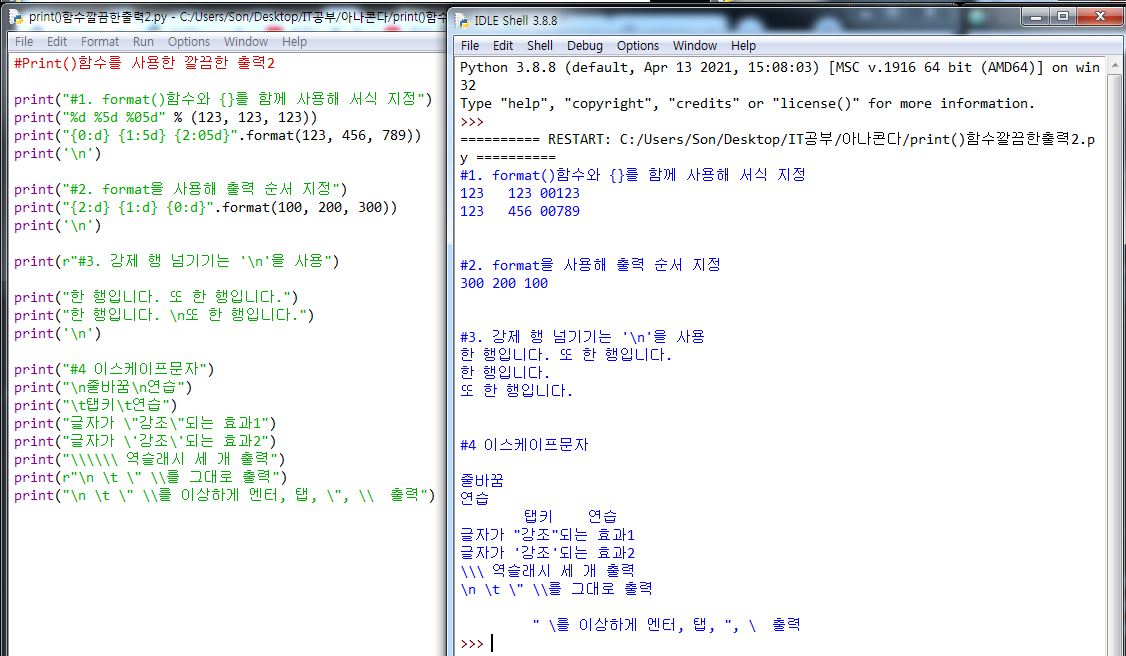 print()함수깔끔한출력2.py - C:/Users/Son/Desktop/IT공부/아나콘다/print()함수
File Edit Format Run Options Window Help
#Print()함수를 사용한 깔끔한 출력2
print("#1. format()함수와 {}를 함께 사용해 서식 지정")
print("%d %5d %05d" % (123, 123, 123))
print("{0:d} {1:5d} {2:05d}".format(123, 456, 789))
print('\n')
print("#2. format을 사용해 출력 순서 지정")
print("{2:d} {1:d} {0:d}".format(100, 200, 300))
print('\n')
print(r"#3. 강제 행 넘기기는 '\n'을 사용")
print("한 행입니다. 또 한 행입니다.")
print("한 행입니다. \n또 한 행입니다.")
print('\n')
print("#4 이스케이프문자")
print("\n줄바꿈\n연습")
print("\t탭키\t연습")
print("글자가 \"강조\"되는 효과1")
print("글자가 \'강조\'되는 효과2")
print("\\\\\\ 역슬래시 세 개 출력")
print(r"\n \t \" \\를 그대로 출력")
print("\n \t \" \\를 이상하게 엔터, 탭, \", \\  출력")
IDLE Shell 3.8.8
File Edit Shell Debug Options Window Help
Python 3.8.8 (default, Apr 13 2021, 15:08:03) [MSC v.1916 64 bit (AMD64)] on win
32
Type "help", "copyright", "credits" or "license()" for more information.
>>>
========== RESTART: C:/Users/Son/Desktop/IT공부/아나콘다/print()함수깔끔한출력2.p
y ==========
#1. format()함수와 {}를 함께 사용해 서식 지정
123   123 00123
123   456 00789
#2. format을 사용해 출력 순서 지정
300 200 100
#3. 강제 행 넘기기는 '\n'을 사용
한 행입니다. 또 한 행입니다.
한 행입니다.
또 한 행입니다.
#4 이스케이프문자
줄바꿈
연습
탭키 연습
글자가 "강조"되는 효과1
글자가 '강조'되는 효과2
\\\ 역슬래시 세 개 출력
\n \t \" \\를 그대로 출력
" \를 이상하게 엔터, 탭, ", \  출력
>>>